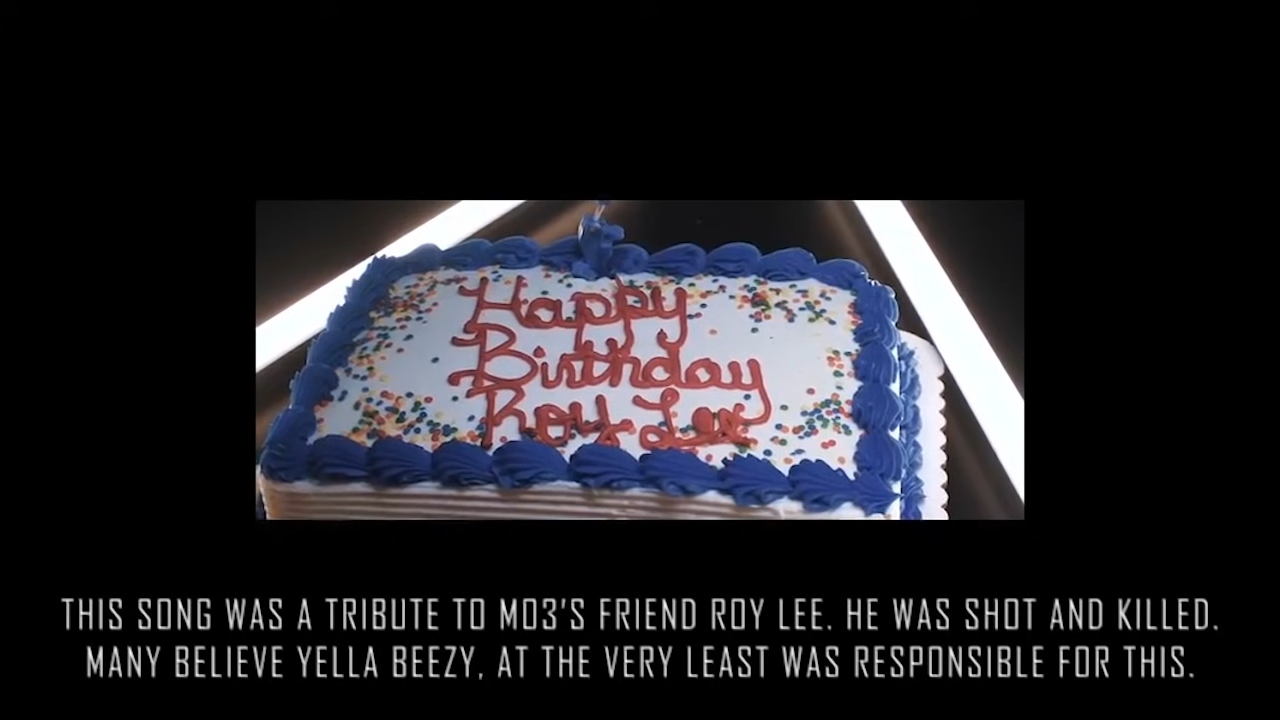 Happy
Birthday
Roy Lee
THIS SONG WAS A TRIBUTE TO MO3'S FRIEND ROY LEE. HE WAS SHOT AND KILLED.
MANY BELIEVE YELLA BEEZY, AT THE VERY LEAST WAS RESPONSIBLE FOR THIS.